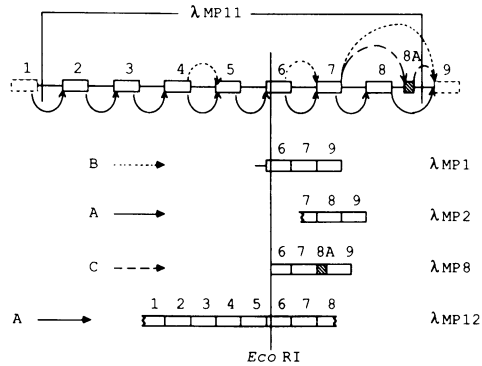 λMP11
1 2 3 4 5 6 7 8 8A 9
B 6 7 9 λMP1
A 7 8 9 λMP2
C 6 7 8A 9 λMP8
A 1 2 3 4 5 6 7 8 λMP12
Eco RI